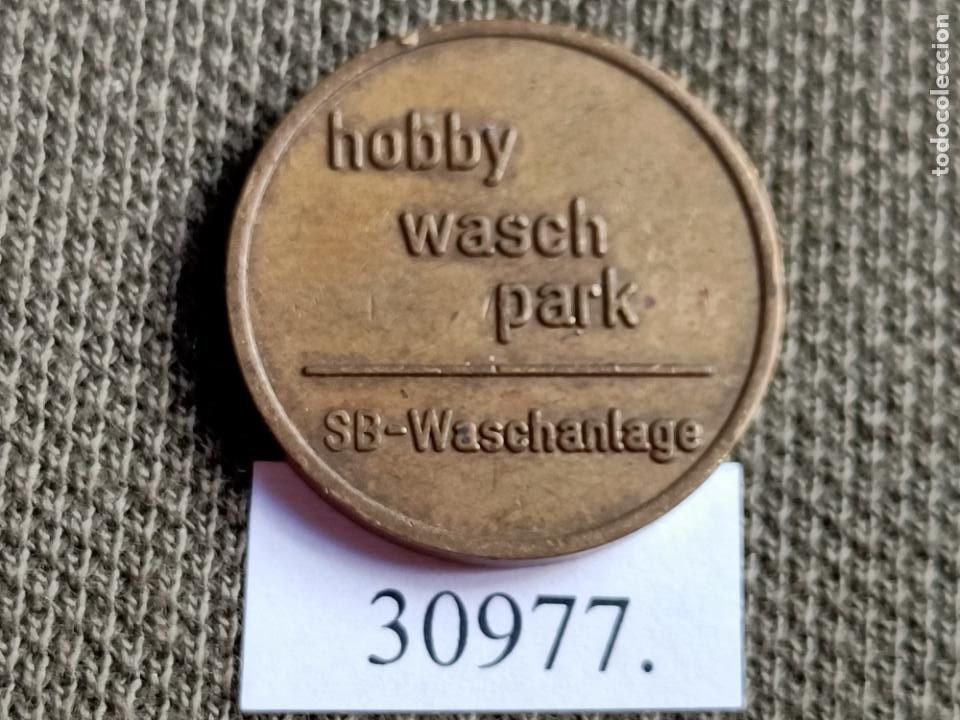 hobby
wasch
park
SB-Waschanlage
30977.
todocoleccion